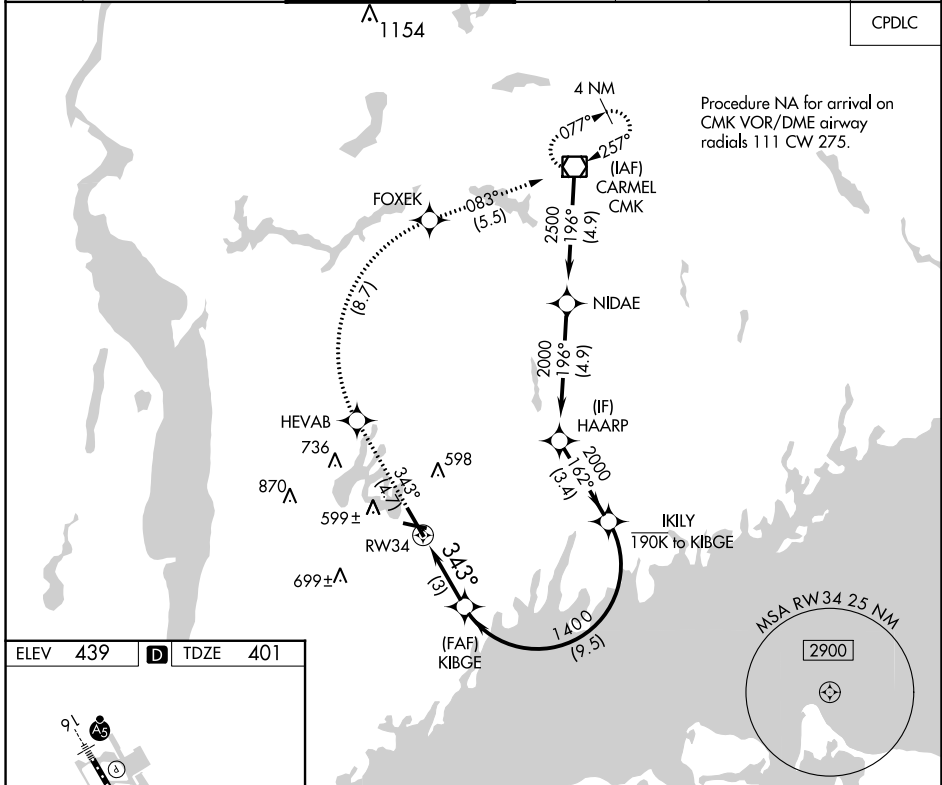 1154
CPDLC
4 NM
077°
257°
Procedure NA for arrival on
CMK VOR/DME airway
radials 111 CW 275.
(IAF)
CARMEL
CMK
FOXEK
083°
(5.5)
2500
196°
(4.9)
(8.7)
NIDAE
2000
196°
(4.9)
(IF)
HAARP
HEVAB
736
598
2000
162°
(3.4)
870
343°
(4.7)
599±
IKILY
190K to KIBGE
RW34
343°
(3)
699±
1400
(9.5)
(FAF)
KIBGE
MSA RW34 25 NM
2900
ELEV 439 D TDZE 401
16
A5
P